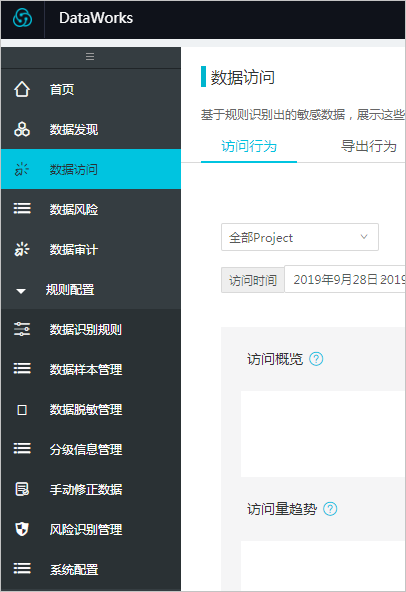 DataWorks
首页
数据发现
数据访问
数据风险
数据审计
规则配置
数据识别规则
数据样本管理
数据脱敏管理
分级信息管理
手动修正数据
风险识别管理
系统配置
数据访问
基于规则识别出的敏感数据，展示这些
访问行为 导出行为
全部Project
访问时间 2019年9月28日 2019
访问概览
访问量趋势